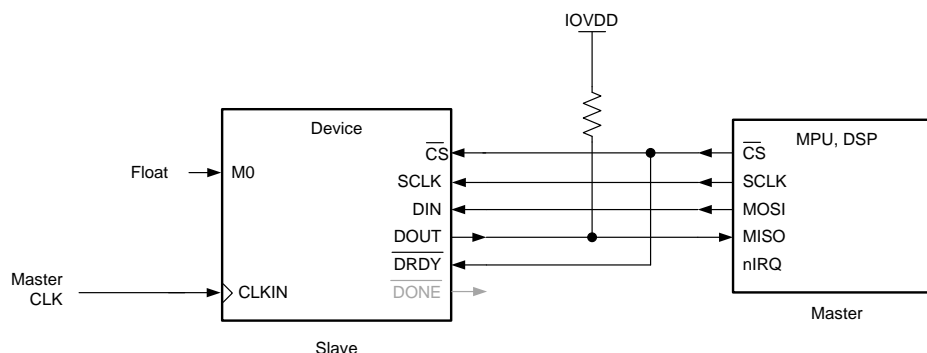 IOVDD
Device
MPU, DSP
CS
CS
Float
M0
SCLK
SCLK
DIN
MOSI
DOUT
MISO
DRDY
nIRQ
Master
CLK
CLKIN
DONE
Master
Slave